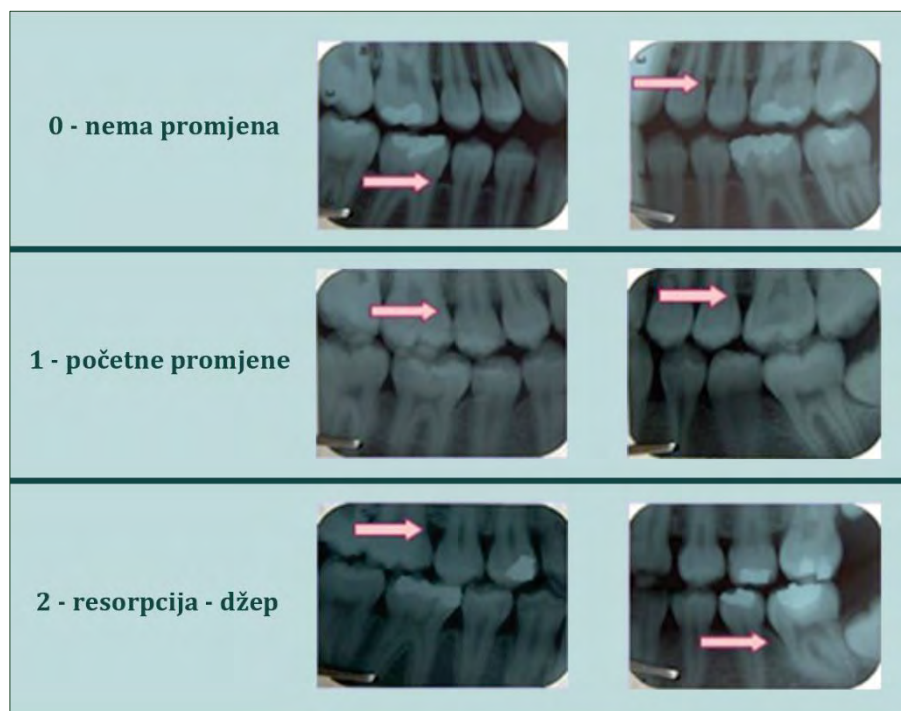 0 - nema promjena
1 - početne promjene
2 - resorpcija - džep